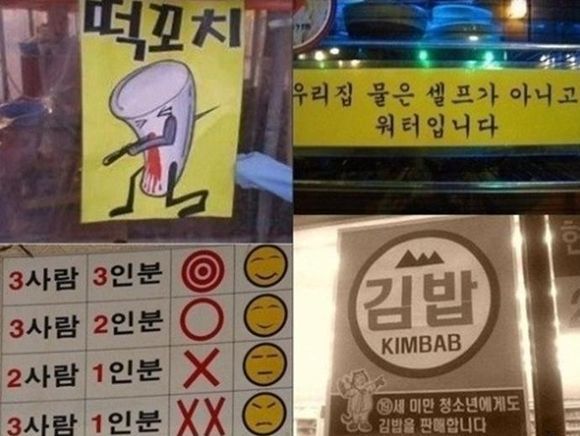 떡꼬치
우리집 물은 셀프가 아니고
워터입니다
3사람 3인분
3사람 2인분
2사람 1인분
3사람 1인분
김밥
KIMBAB
⑲세 미만 청소년에게도
김밥을 판매합니다